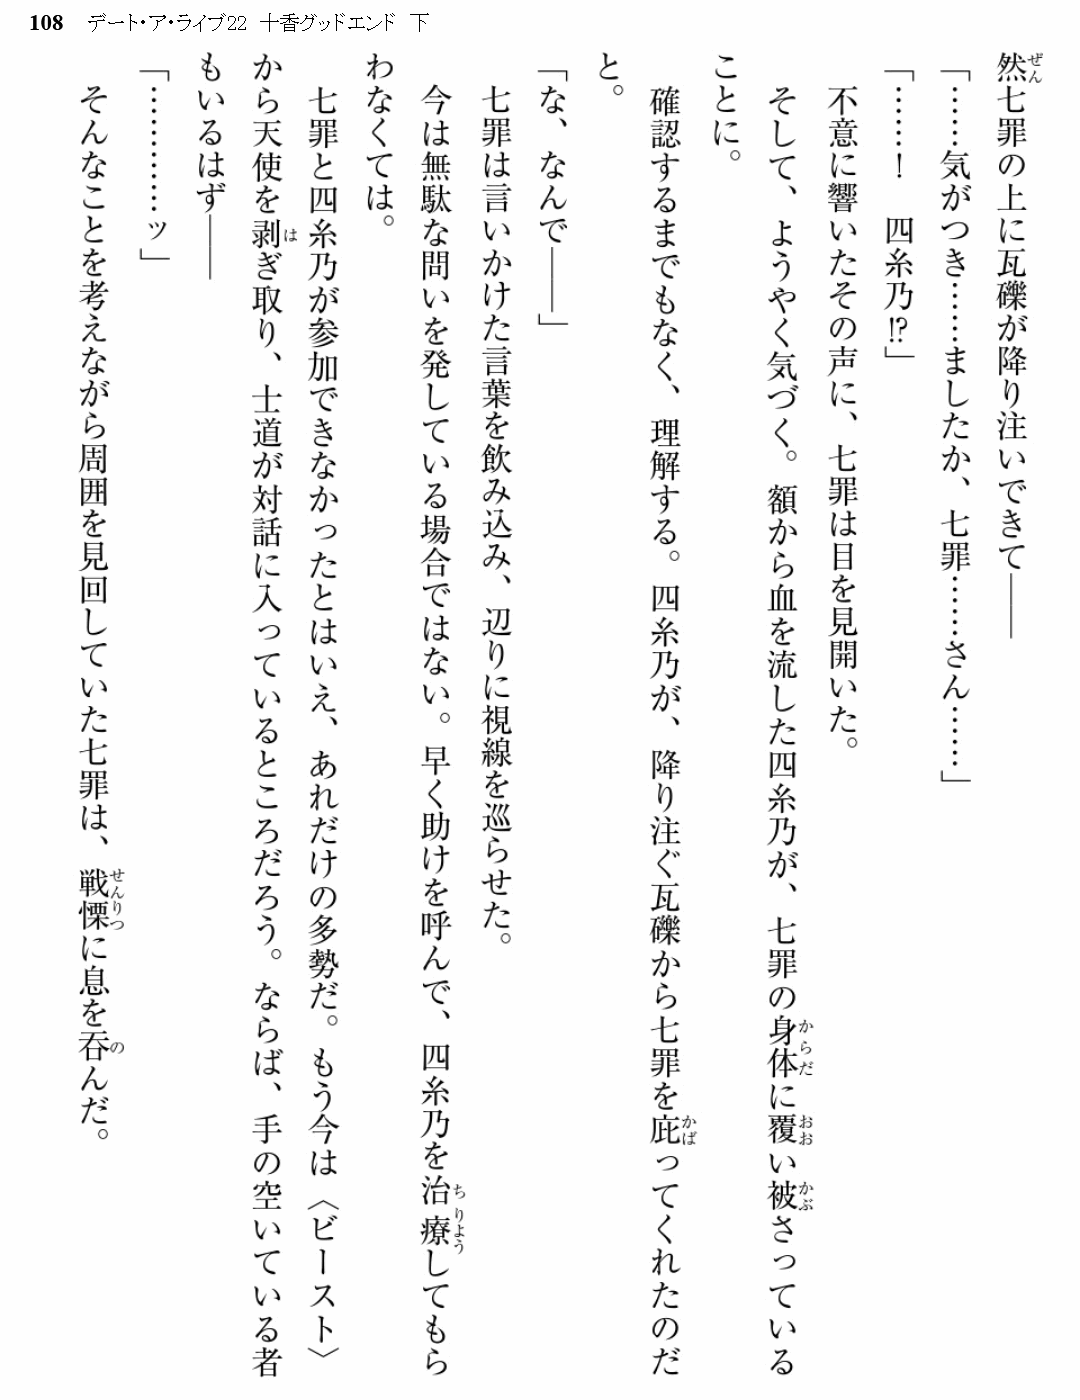 108 デート・ア・ライブ22 十香グッドエンド 下
然七罪の上に瓦礫が降り注いできて――
「……気がつき……ましたか、七罪……さん……」
「……！　四糸乃!?」
　不意に響いたその声に、七罪は目を見開いた。
　そして、ようやく気づく。額から血を流した四糸乃が、七罪の身体に覆い被さっている
ことに。
　確認するまでもなく、理解する。四糸乃が、降り注ぐ瓦礫から七罪を庇ってくれたのだ
と。
「な、なんで――」
　七罪は言いかけた言葉を飲み込み、辺りに視線を巡らせた。
　今は無駄な問いを発している場合ではない。早く助けを呼んで、四糸乃を治療してもら
わなくては。
　七罪と四糸乃が参加できなかったとはいえ、あれだけの多勢だ。もう今は〈ビースト〉
から天使を剥ぎ取り、士道が対話に入っているところだろう。ならば、手の空いている者
もいるはず――
「…………ッ」
　そんなことを考えながら周囲を見回していた七罪は、戦慄に息を呑んだ。